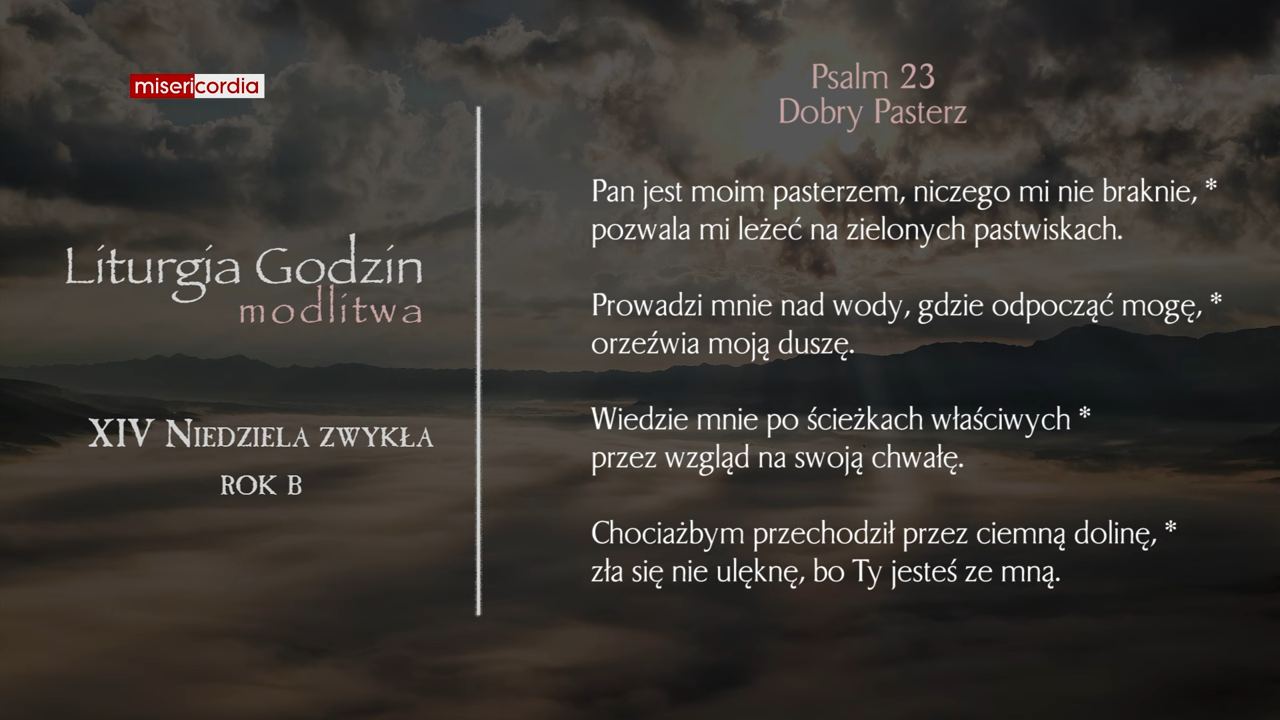 misericordia
Liturgia Godzin
modlitwa
XIV Niedziela zwykła
rok B
Psalm 23
Dobry Pasterz
Pan jest moim pasterzem, niczego mi nie braknie, *
pozwala mi leżeć na zielonych pastwiskach.
Prowadzi mnie nad wody, gdzie odpocząć mogę, *
orzeźwia moją duszę.
Wiedzie mnie po ścieżkach właściwych *
przez wzgląd na swoją chwałę.
Chociażbym przechodził przez ciemną dolinę, *
zła się nie ulęknę, bo Ty jesteś ze mną.